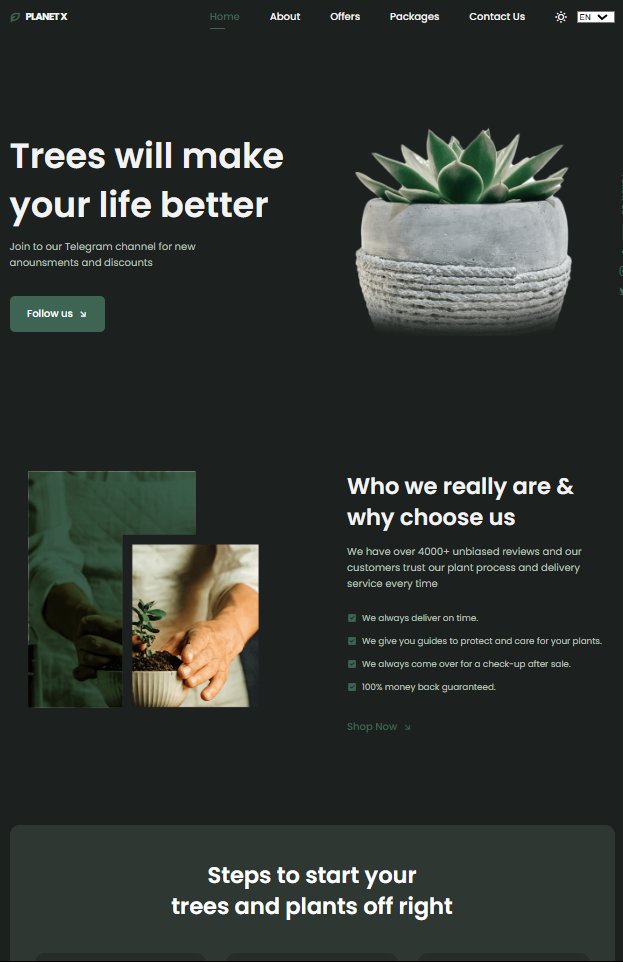 PLANET X
Home
About
Offers
Packages
Contact Us
EN
Trees will make
your life better
Join to our Telegram channel for new
anounsments and discounts
Follow us
Who we really are &
why choose us
We have over 4000+ unbiased reviews and our
customers trust our plant process and delivery
service every time
We always deliver on time.
We give you guides to protect and care for your plants.
We always come over for a check-up after sale.
100% money back guaranteed.
Shop Now
Steps to start your
trees and plants off right